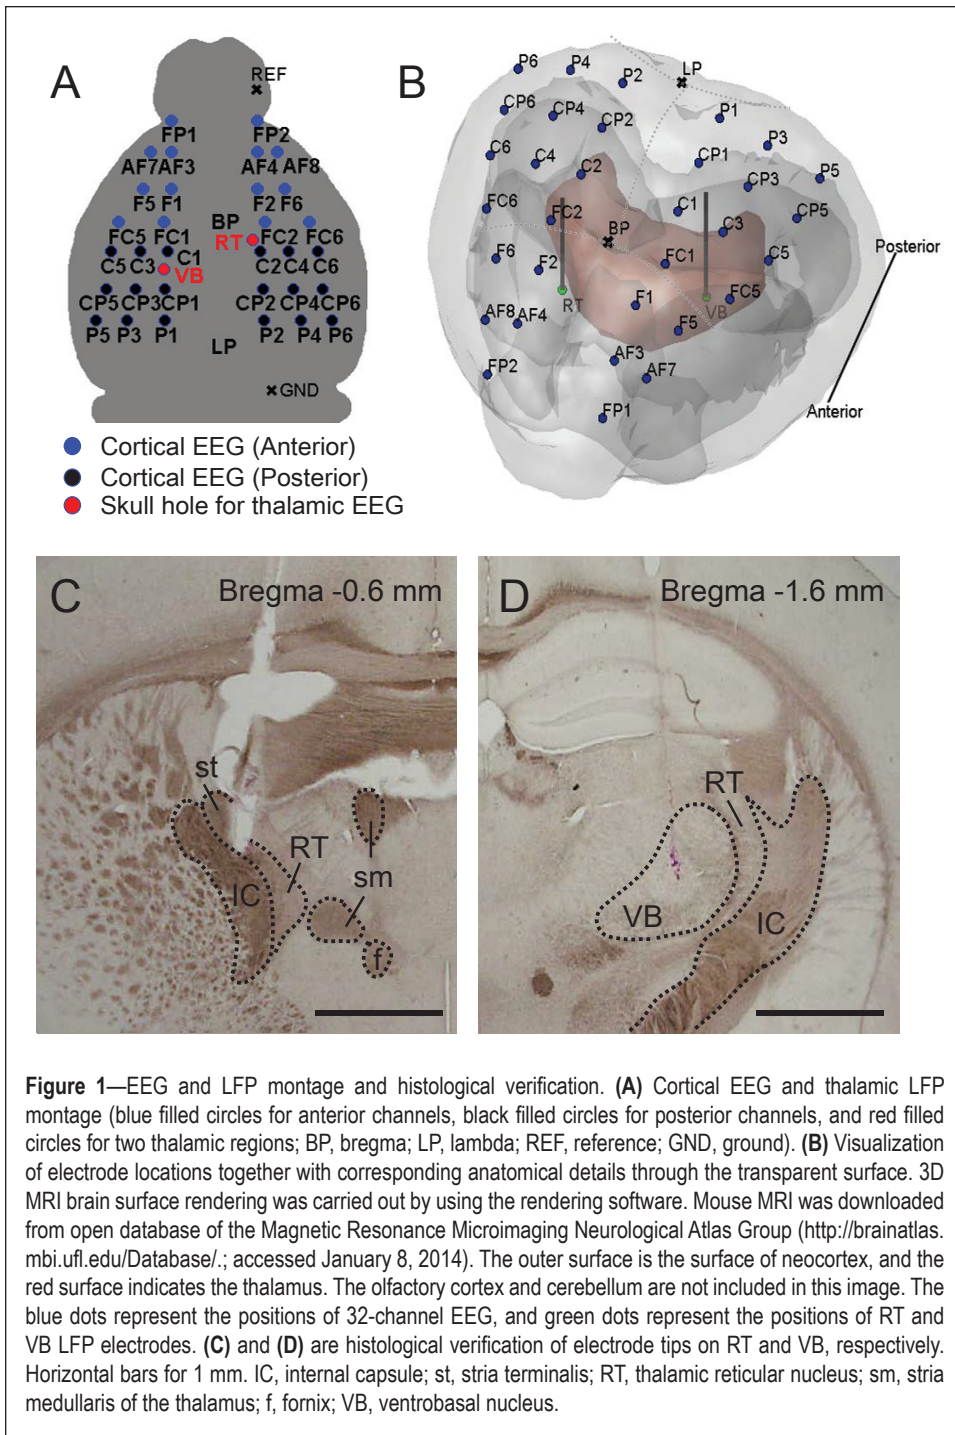 A
REF
FP1
FP2
AF7 AF3
AF4 AF8
F5 F1
F2 F6
BP
FC5 FC1
RT
FC2 FC6
C5 C3
C1
C2 C4 C6
VB
CP5 CP3 CP1
CP2 CP4 CP6
P5 P3 P1
P2 P4 P6
LP
GND
Cortical EEG (Anterior)
Cortical EEG (Posterior)
Skull hole for thalamic EEG
B
P6
P4
P2
LP
CP6
CP4
CP2
P1
P3
C6
C4
C2
CP1
CP3
P5
FC6
FC2
BP
C1
C3
CP5
F6
F2
FC1
C5
Posterior
RT
F1
VB
FC5
AF8
AF4
F5
FP2
AF3
AF7
FP1
Anterior
C
Bregma -0.6 mm
st
RT
IC
sm
f
D
Bregma -1.6 mm
RT
VB
IC
Figure 1—EEG and LFP montage and histological verification. (A) Cortical EEG and thalamic LFP
montage (blue filled circles for anterior channels, black filled circles for posterior channels, and red filled
circles for two thalamic regions; BP, bregma; LP, lambda; REF, reference; GND, ground). (B) Visualization
of electrode locations together with corresponding anatomical details through the transparent surface. 3D
MRI brain surface rendering was carried out by using the rendering software. Mouse MRI was downloaded
from open database of the Magnetic Resonance Microimaging Neurological Atlas Group (http://brainatlas.
mbi.ufl.edu/Database/.; accessed January 8, 2014). The outer surface is the surface of neocortex, and the
red surface indicates the thalamus. The olfactory cortex and cerebellum are not included in this image. The
blue dots represent the positions of 32-channel EEG, and green dots represent the positions of RT and
VB LFP electrodes. (C) and (D) are histological verification of electrode tips on RT and VB, respectively.
Horizontal bars for 1 mm. IC, internal capsule; st, stria terminalis; RT, thalamic reticular nucleus; sm, stria
medullaris of the thalamus; f, fornix; VB, ventrobasal nucleus.